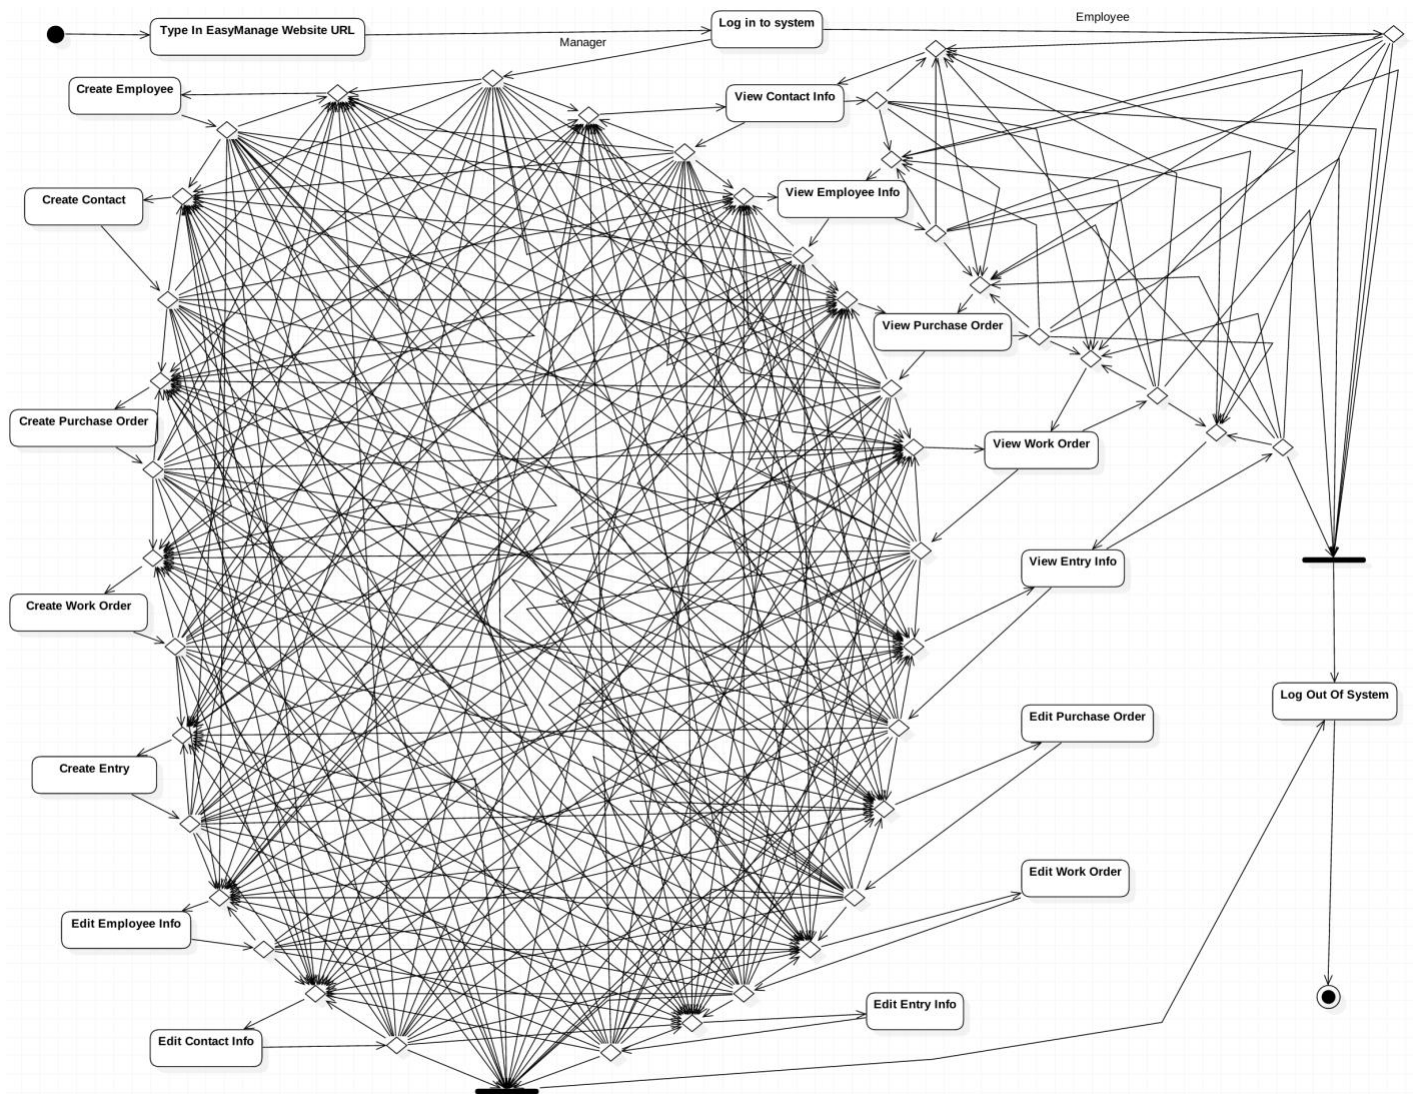 Employee
Log in to system
Type In EasyManage Website URL
Manager
Create Employee
View Contact Info
View Employee Info
Create Contact
View Purchase Order
Create Purchase Order
View Work Order
View Entry Info
Create Work Order
Log Out Of System
Edit Purchase Order
Create Entry
Edit Work Order
Edit Employee Info
Edit Entry Info
Edit Contact Info